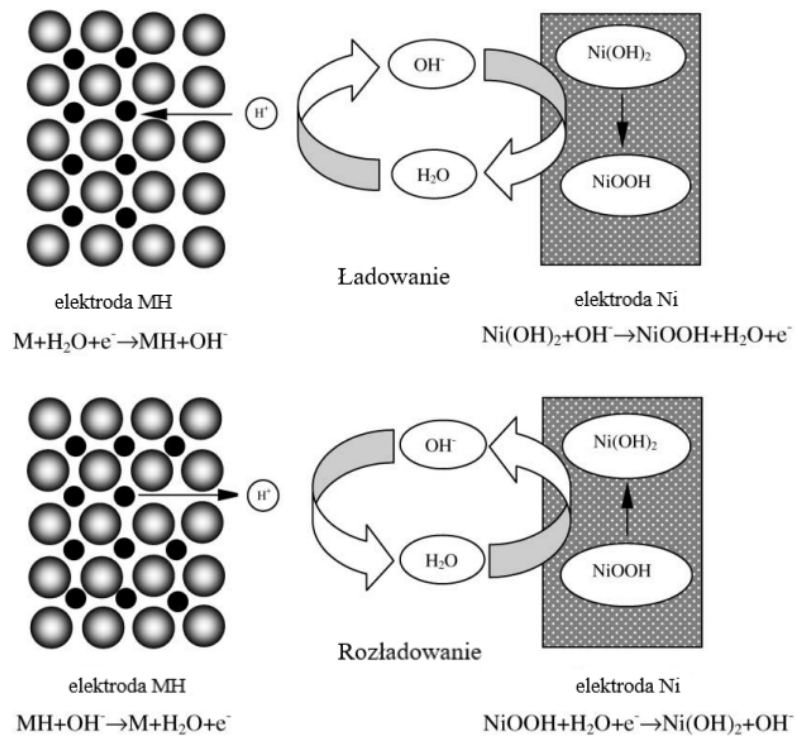 OH⁻
Ni(OH)₂
H⁺
H₂O
NiOOH
Ładowanie
elektroda MH
elektroda Ni
M+H₂O+e⁻→MH+OH⁻
Ni(OH)₂+OH⁻→NiOOH+H₂O+e⁻
OH⁻
Ni(OH)₂
H⁺
H₂O
NiOOH
Rozładowanie
elektroda MH
elektroda Ni
MH+OH⁻→M+H₂O+e⁻
NiOOH+H₂O+e⁻→Ni(OH)₂+OH⁻